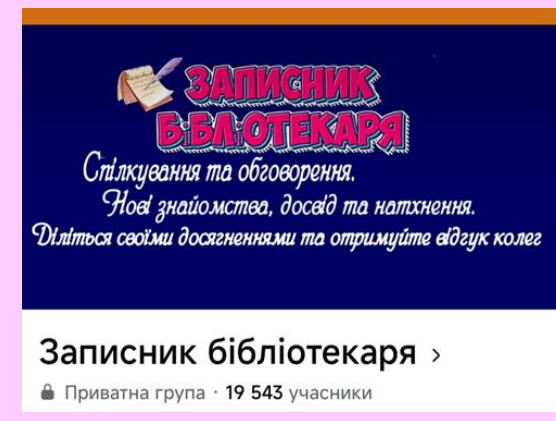 ЗАПИСНИК
БІБЛІОТЕКАРЯ
Спілкування та обговорення.
Нові знайомства, досвід та натхнення.
Діліться своїми досягненнями та отримуйте відгук колег
Записник бібліотекаря ›
Приватна група · 19 543 учасники